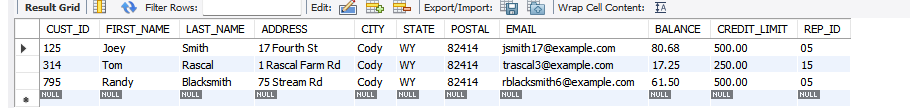 Result Grid Filter Rows: Edit: Export/Import: Wrap Cell Content:
CUST_ID FIRST_NAME LAST_NAME ADDRESS CITY STATE POSTAL EMAIL BALANCE CREDIT_LIMIT REP_ID
125 Joey Smith 17 Fourth St Cody WY 82414 jsmith17@example.com 80.68 500.00 05
314 Tom Rascal 1 Rascal Farm Rd Cody WY 82414 trascal3@example.com 17.25 250.00 15
795 Randy Blacksmith 75 Stream Rd Cody WY 82414 rblacksmith6@example.com 61.50 500.00 05
NULL NULL NULL NULL NULL NULL NULL NULL NULL NULL NULL